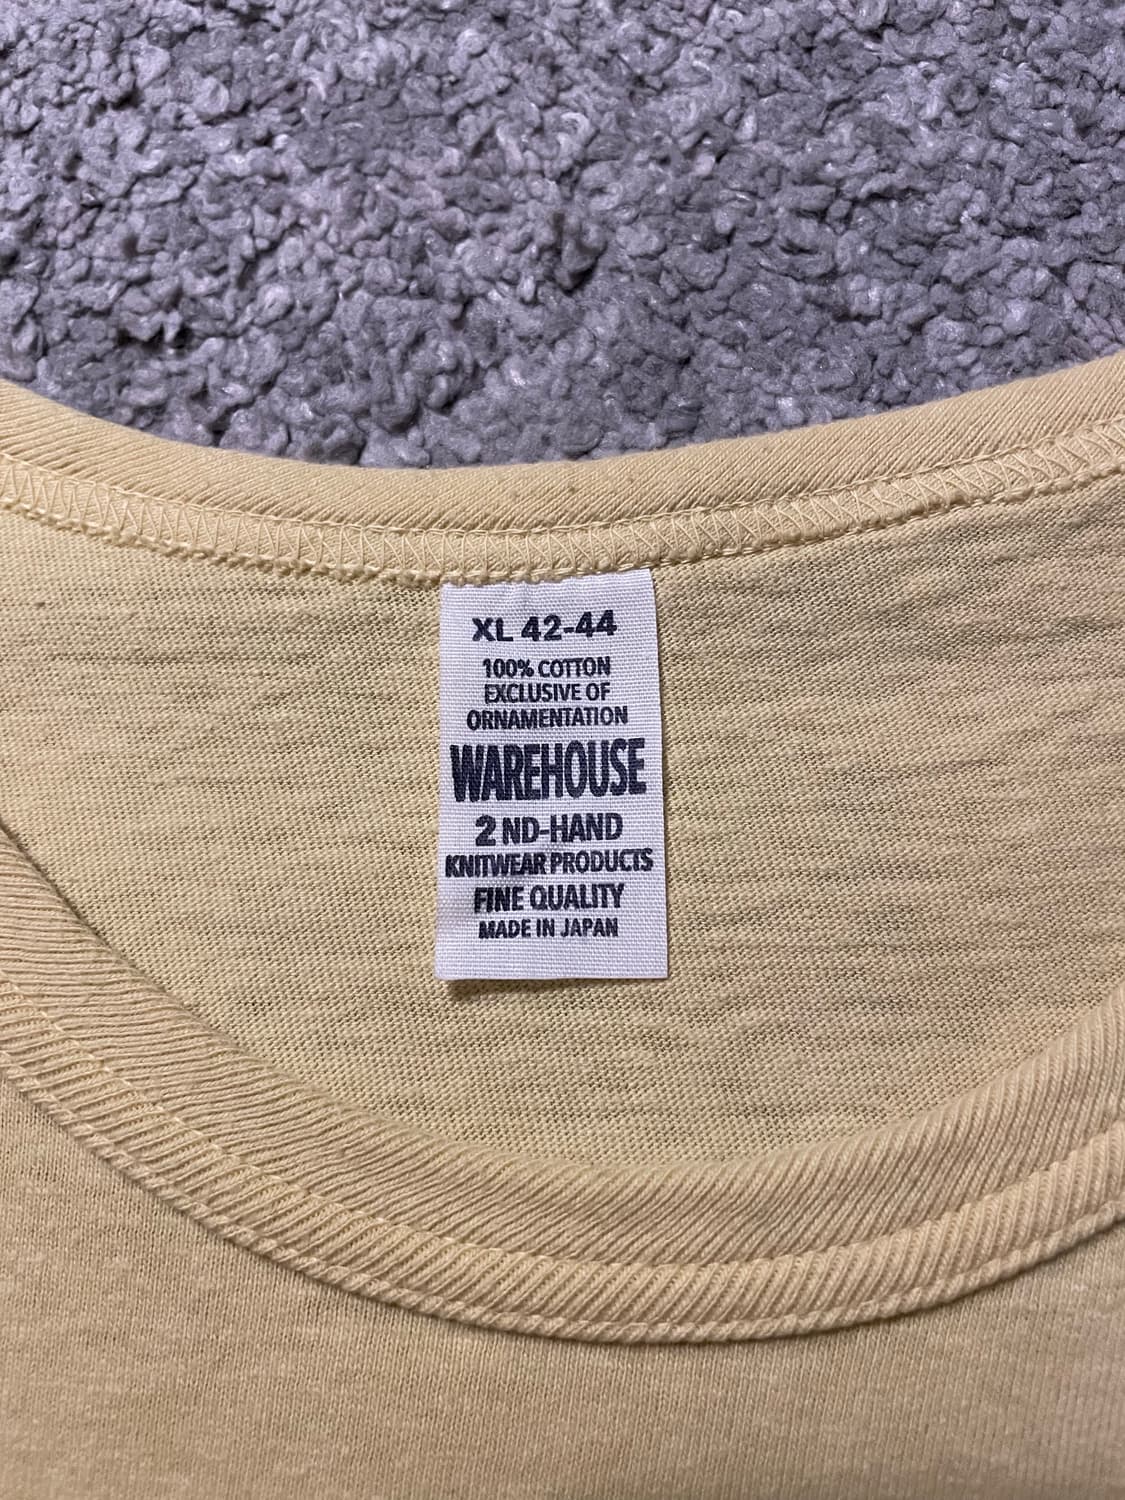 XL 42-44
100% COTTON
EXCLUSIVE OF
ORNAMENTATION
WAREHOUSE
2 ND-HAND
KNITWEAR PRODUCTS
FINE QUALITY
MADE IN JAPAN